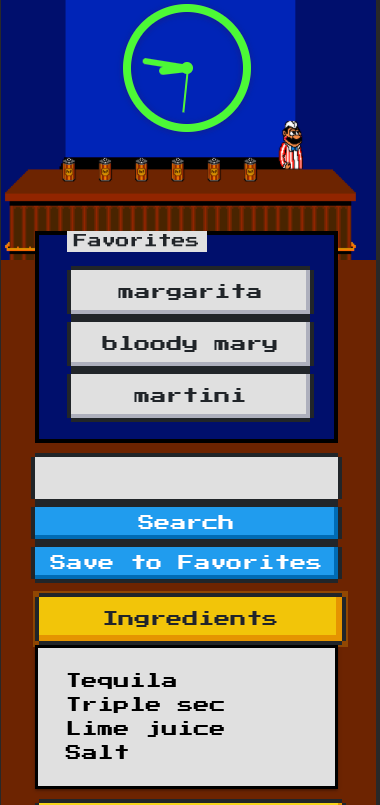 Favorites
margarita
bloody mary
martini
Search
Save to Favorites
Ingredients
Tequila
Triple sec
Lime juice
Salt